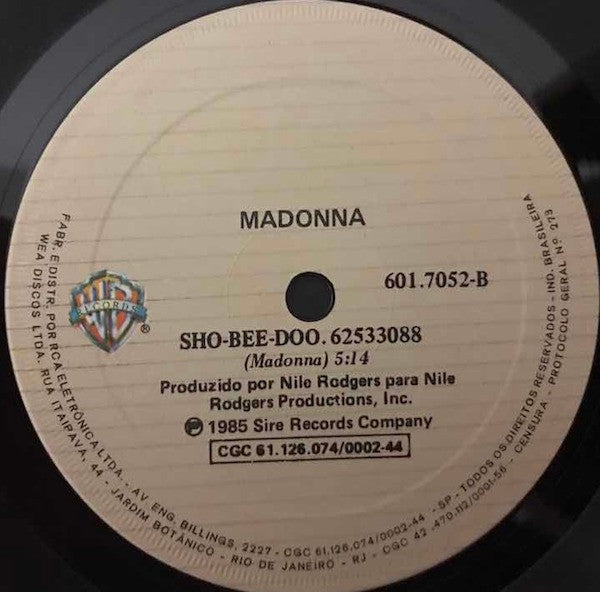 MADONNA
601.7052-B
RECORDS
®
SHO-BEE-DOO. 62533088
(Madonna) 5:14
Produzido por Nile Rodgers para Nile
Rodgers Productions, Inc.
℗ 1985 Sire Records Company
CGC 61.126.074/0002-44
FABR. E DISTR. POR RCA ELETRÔNICA LTDA. - AV. ENG. BILLINGS, 2227 - CGC 61.126.074/0002-44 - SP - TODOS OS DIREITOS RESERVADOS - IND. BRASILEIRA
WEA DISCOS LTDA. RUA ITAIPAVA, 44 - JARDIM BOTÂNICO - RIO DE JANEIRO - RJ - CGC 42.470.112/0001-56 - CENSURA - PROTOCOLO GERAL Nº 273